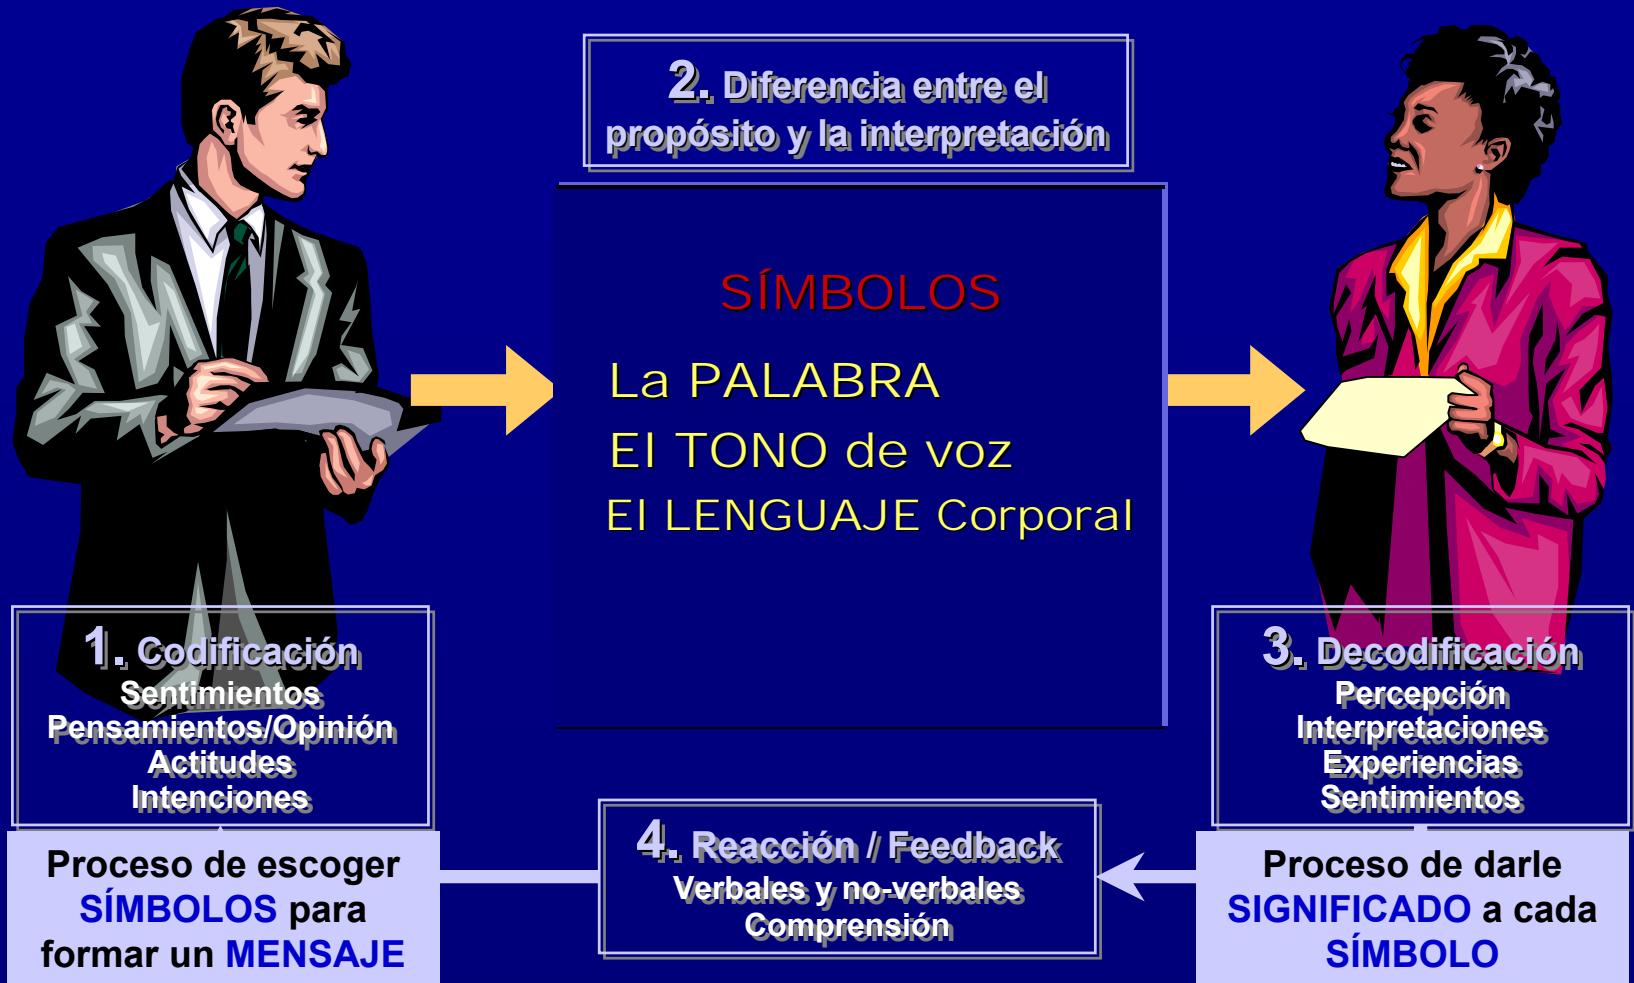 2. Diferencia entre el
propósito y la interpretación
SÍMBOLOS
La PALABRA
El TONO de voz
El LENGUAJE Corporal
1. Codificación
Sentimientos
Pensamientos/Opinión
Actitudes
Intenciones
Proceso de escoger
SÍMBOLOS para
formar un MENSAJE
3. Decodificación
Percepción
Interpretaciones
Experiencias
Sentimientos
Proceso de darle
SIGNIFICADO a cada
SÍMBOLO
4. Reacción / Feedback
Verbales y no-verbales
Comprensión